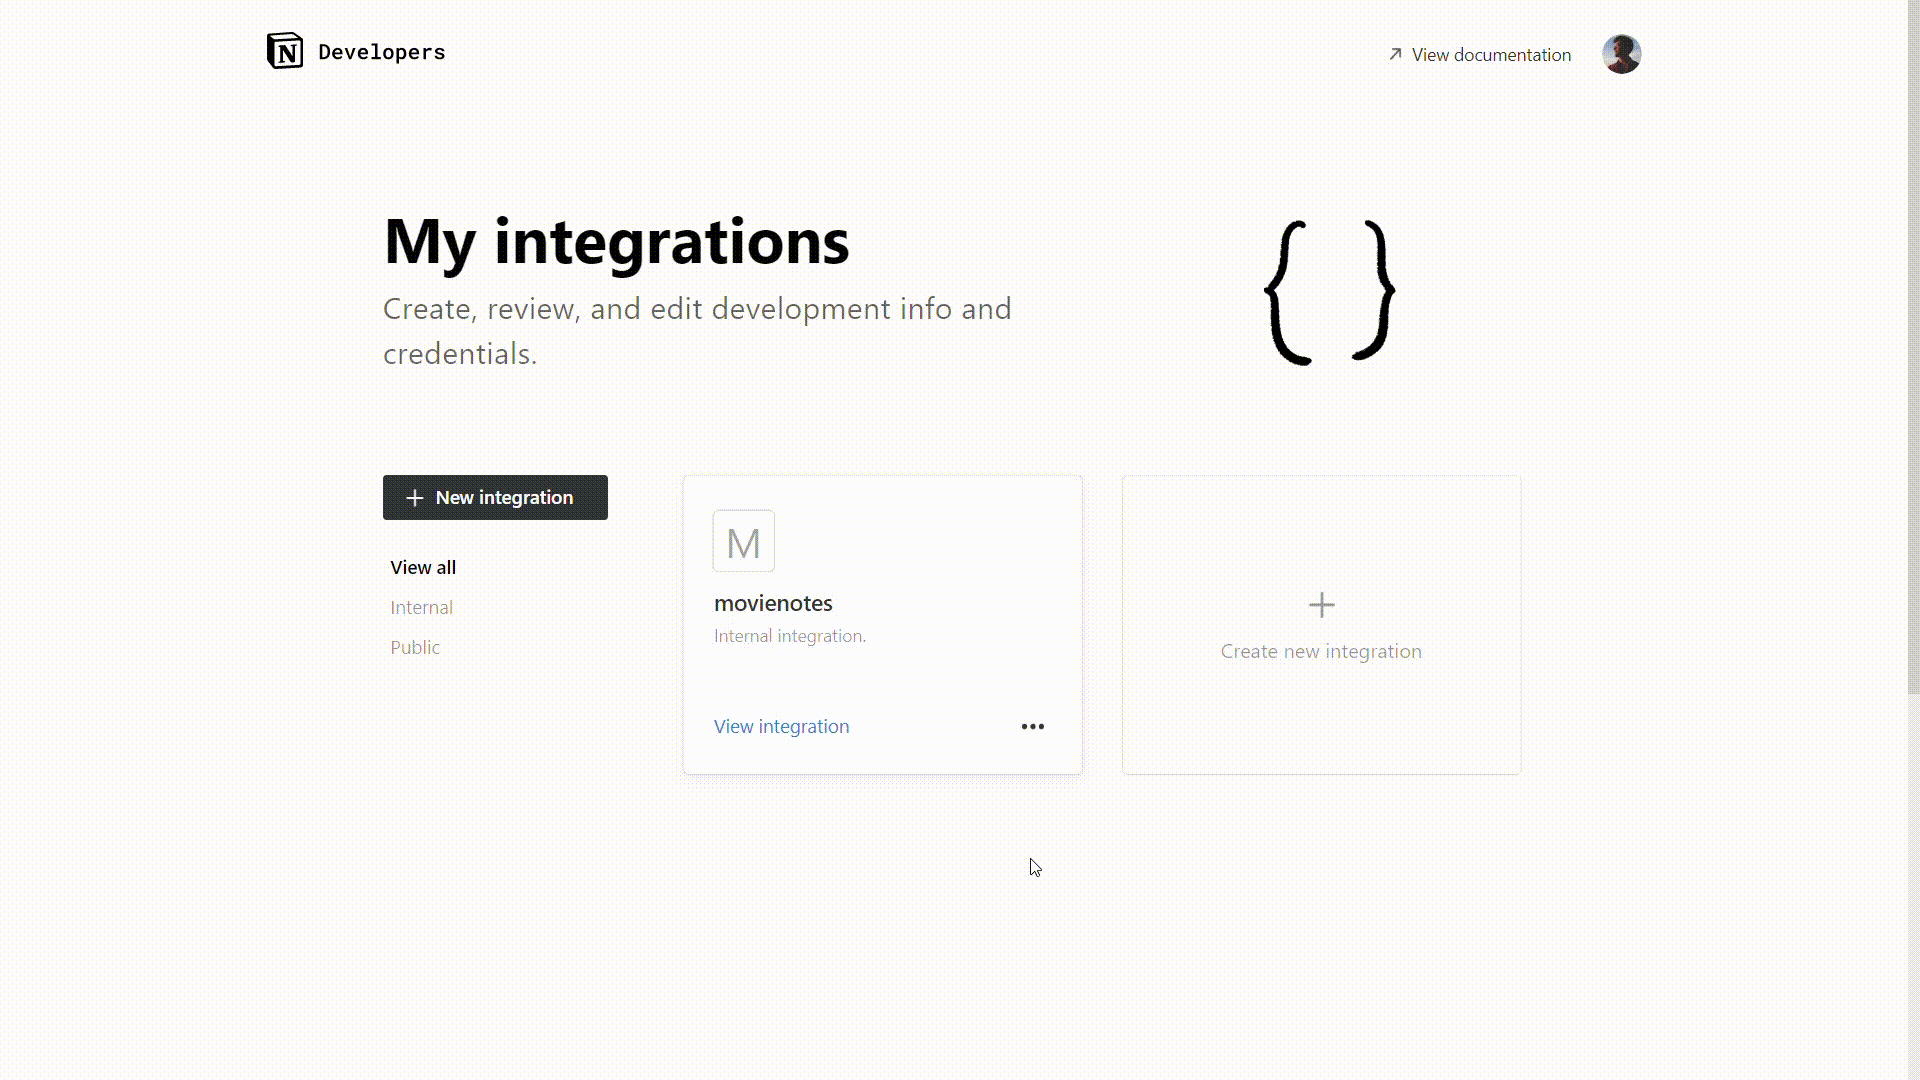 N Developers
View documentation
My integrations
Create, review, and edit development info and
credentials.
{ }
New integration
View all
Internal
Public
M
movienotes
Internal integration.
View integration
Create new integration